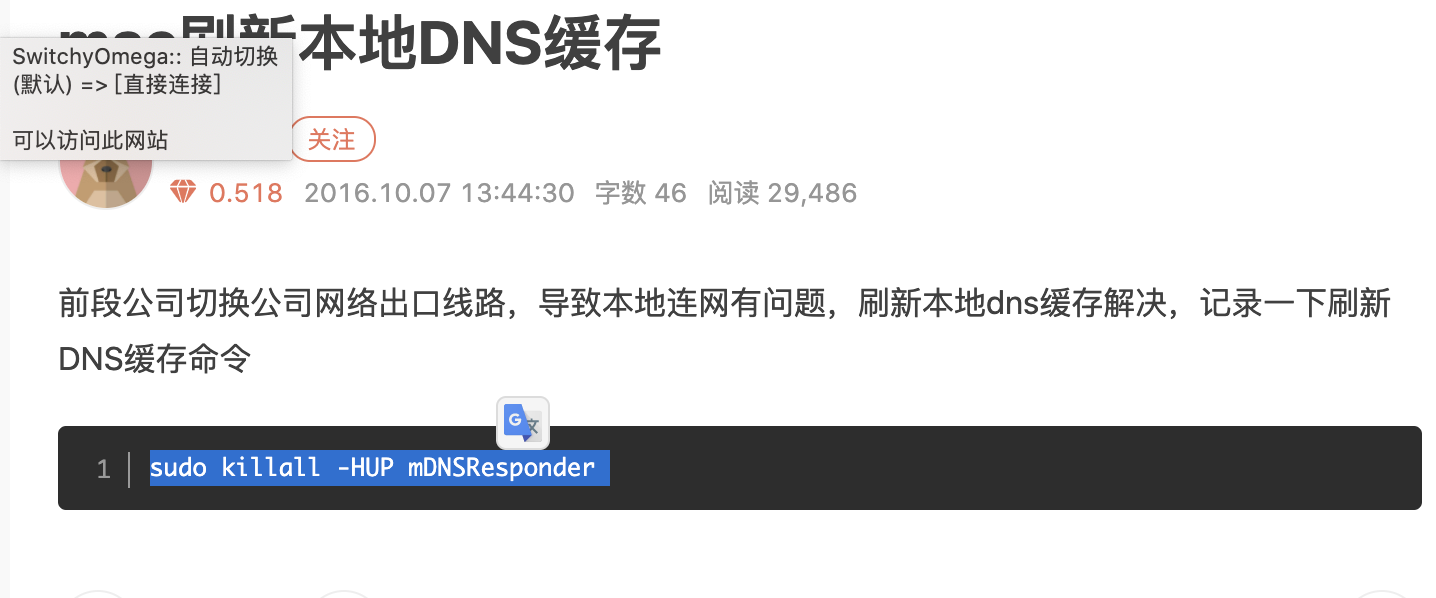 mac刷新本地DNS缓存
SwitchyOmega:: 自动切换
(默认) => [直接连接]
可以访问此网站
关注
0.518 2016.10.07 13:44:30 字数 46 阅读 29,486
前段公司切换公司网络出口线路，导致本地连网有问题，刷新本地dns缓存解决，记录一下刷新
DNS缓存命令
G 文
1 sudo killall -HUP mDNSResponder